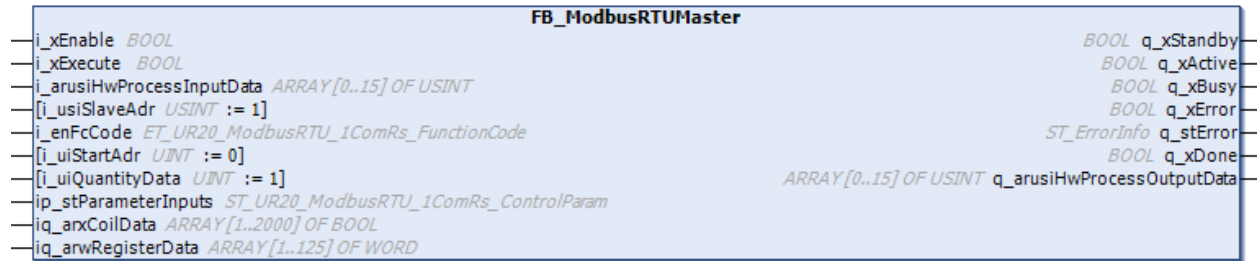 FB_ModbusRTUMaster
i_xEnable BOOL BOOL q_xStandby
i_xExecute BOOL BOOL q_xActive
i_arusiHwProcessInputData ARRAY [0..15] OF USINT BOOL q_xBusy
[i_usiSlaveAdr USINT := 1] BOOL q_xError
i_enFcCode ET_UR20_ModbusRTU_1ComRs_FunctionCode ST_ErrorInfo q_stError
[i_uiStartAdr UINT := 0] BOOL q_xDone
[i_uiQuantityData UINT := 1] ARRAY [0..15] OF USINT q_arusiHwProcessOutputData
ip_stParameterInputs ST_UR20_ModbusRTU_1ComRs_ControlParam
iq_arxCoilData ARRAY [1..2000] OF BOOL
iq_arwRegisterData ARRAY [1..125] OF WORD